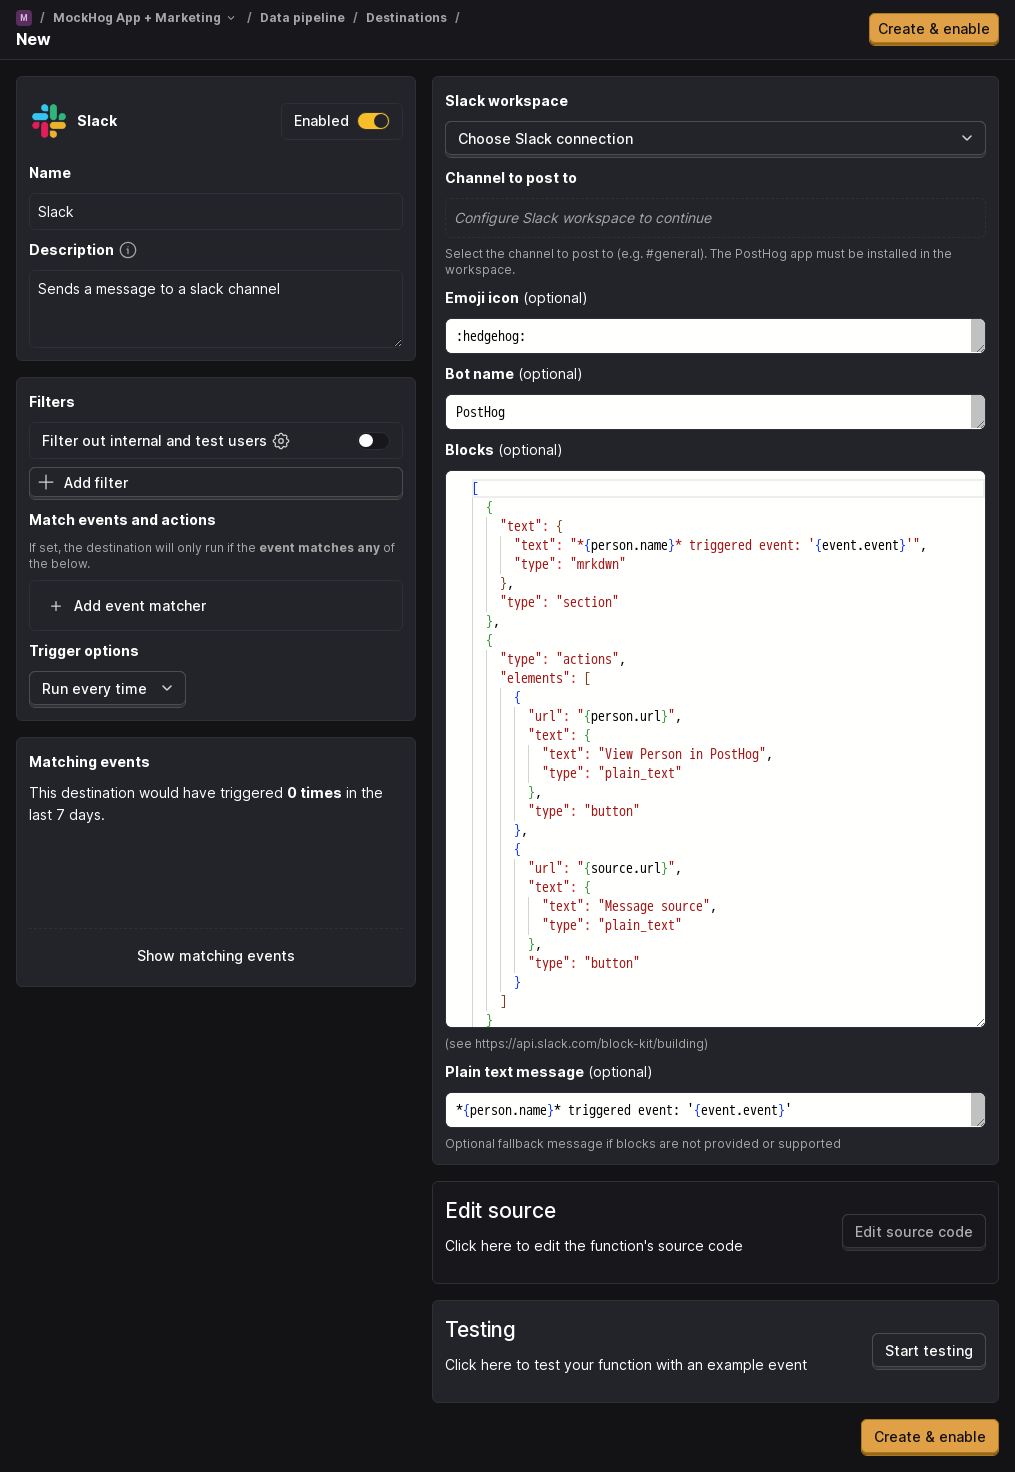 M / MockHog App + Marketing / Data pipeline / Destinations /
New
Create & enable
Slack
Enabled
Name
Slack
Description
Sends a message to a slack channel
Filters
Filter out internal and test users
Add filter
Match events and actions
If set, the destination will only run if the event matches any of
the below.
Add event matcher
Trigger options
Run every time
Matching events
This destination would have triggered 0 times in the
last 7 days.
Show matching events
Slack workspace
Choose Slack connection
Channel to post to
Configure Slack workspace to continue
Select the channel to post to (e.g. #general). The PostHog app must be installed in the
workspace.
Emoji icon (optional)
:hedgehog:
Bot name (optional)
PostHog
Blocks (optional)
[
  {
    "text": {
      "text": "*{person.name}* triggered event: '{event.event}'",
      "type": "mrkdwn"
    },
    "type": "section"
  },
  {
    "type": "actions",
    "elements": [
      {
        "url": "{person.url}",
        "text": {
          "text": "View Person in PostHog",
          "type": "plain_text"
        },
        "type": "button"
      },
      {
        "url": "{source.url}",
        "text": {
          "text": "Message source",
          "type": "plain_text"
        },
        "type": "button"
      }
    ]
  }
(see https://api.slack.com/block-kit/building)
Plain text message (optional)
*{person.name}* triggered event: '{event.event}'
Optional fallback message if blocks are not provided or supported
Edit source
Click here to edit the function's source code
Edit source code
Testing
Click here to test your function with an example event
Start testing
Create & enable